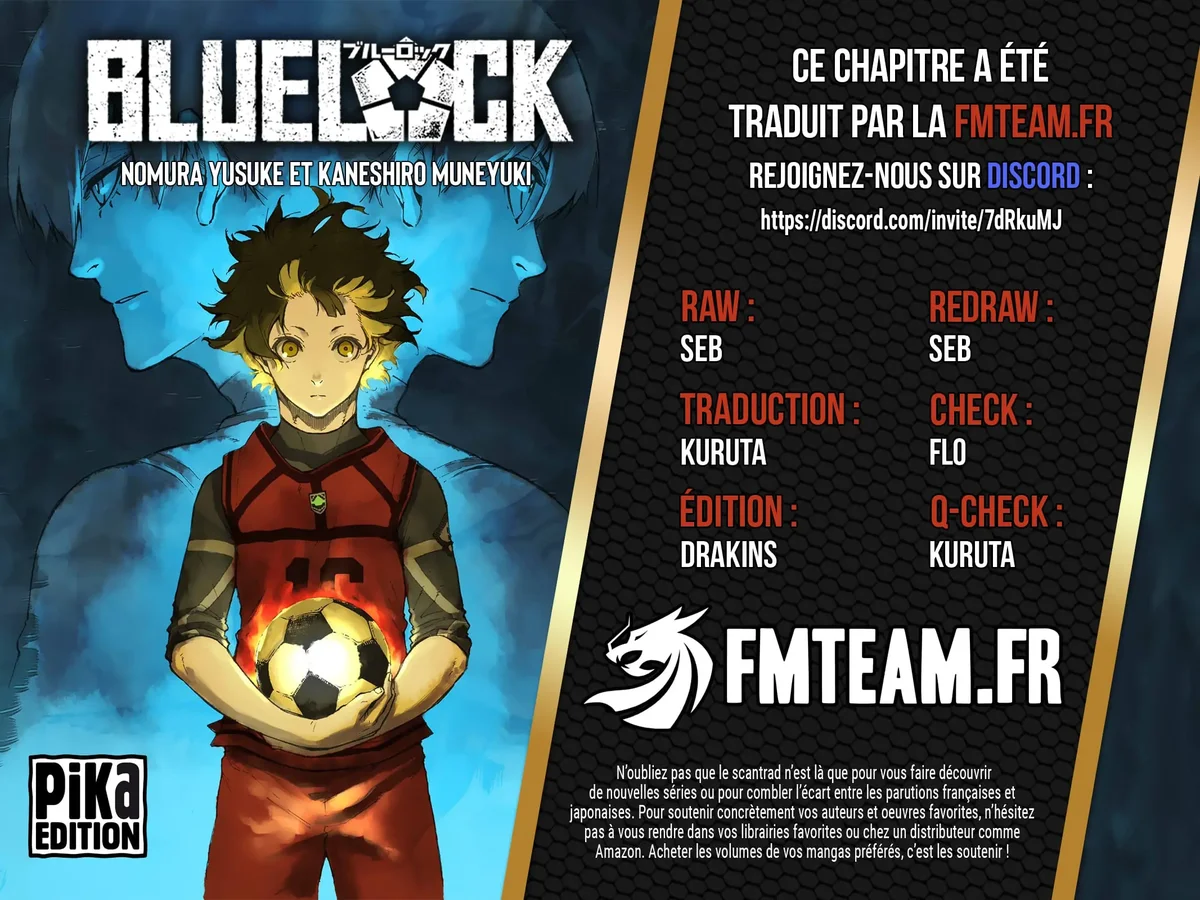 ブルーロック
BLUELOCK
NOMURA YUSUKE ET KANESHIRO MUNEYUKI
PiKa
EDITION
CE CHAPITRE A ÉTÉ
TRADUIT PAR LA FMTEAM.FR
REJOIGNEZ-NOUS SUR DISCORD :
https://discord.com/invite/7dRkuMJ
RAW :
SEB
REDRAW :
SEB
TRADUCTION :
KURUTA
CHECK :
FLO
ÉDITION :
DRAKINS
Q-CHECK :
KURUTA
FMTEAM.FR
N'oubliez pas que le scantrad n'est là que pour vous faire découvrir
de nouvelles séries ou pour combler l'écart entre les parutions françaises et
japonaises. Pour soutenir concrètement vos auteurs et oeuvres favorites, n'hésitez
pas à vous rendre dans vos librairies favorites ou chez un distributeur comme
Amazon. Acheter les volumes de vos mangas préférés, c'est les soutenir !